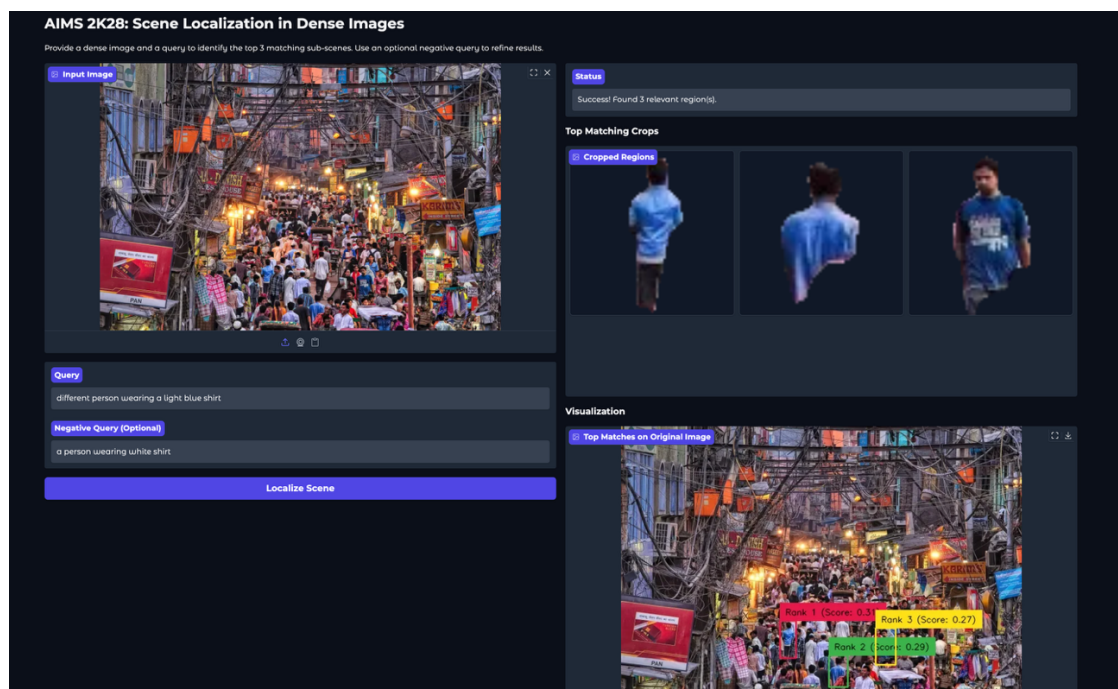 AIMS 2K28: Scene Localization in Dense Images
Provide a dense image and a query to identify the top 3 matching sub-scenes. Use an optional negative query to refine results.
Input Image
PAN
Query
different person wearing a light blue shirt
Negative Query (Optional)
a person wearing white shirt
Localize Scene
Status
Success! Found 3 relevant region(s).
Top Matching Crops
Cropped Regions
Visualization
Top Matches on Original Image
Rank 1 (Score: 0.31
Rank 3 (Score: 0.27)
Rank 2 (Score: 0.29)
PAN